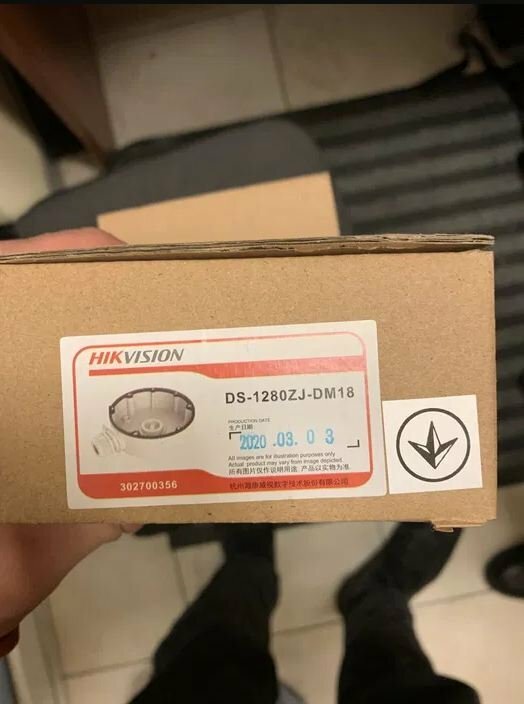 HIKVISION
DS-1280ZJ-DM18
PRODUCTION DATE
生产日期
2020 .03. 0 3
All images are for illustration purposes only
Actual product may vary from image depicted.
所有图片仅作说明用途 产品以实物为准
302700356
杭州海康威视数字技术股份有限公司